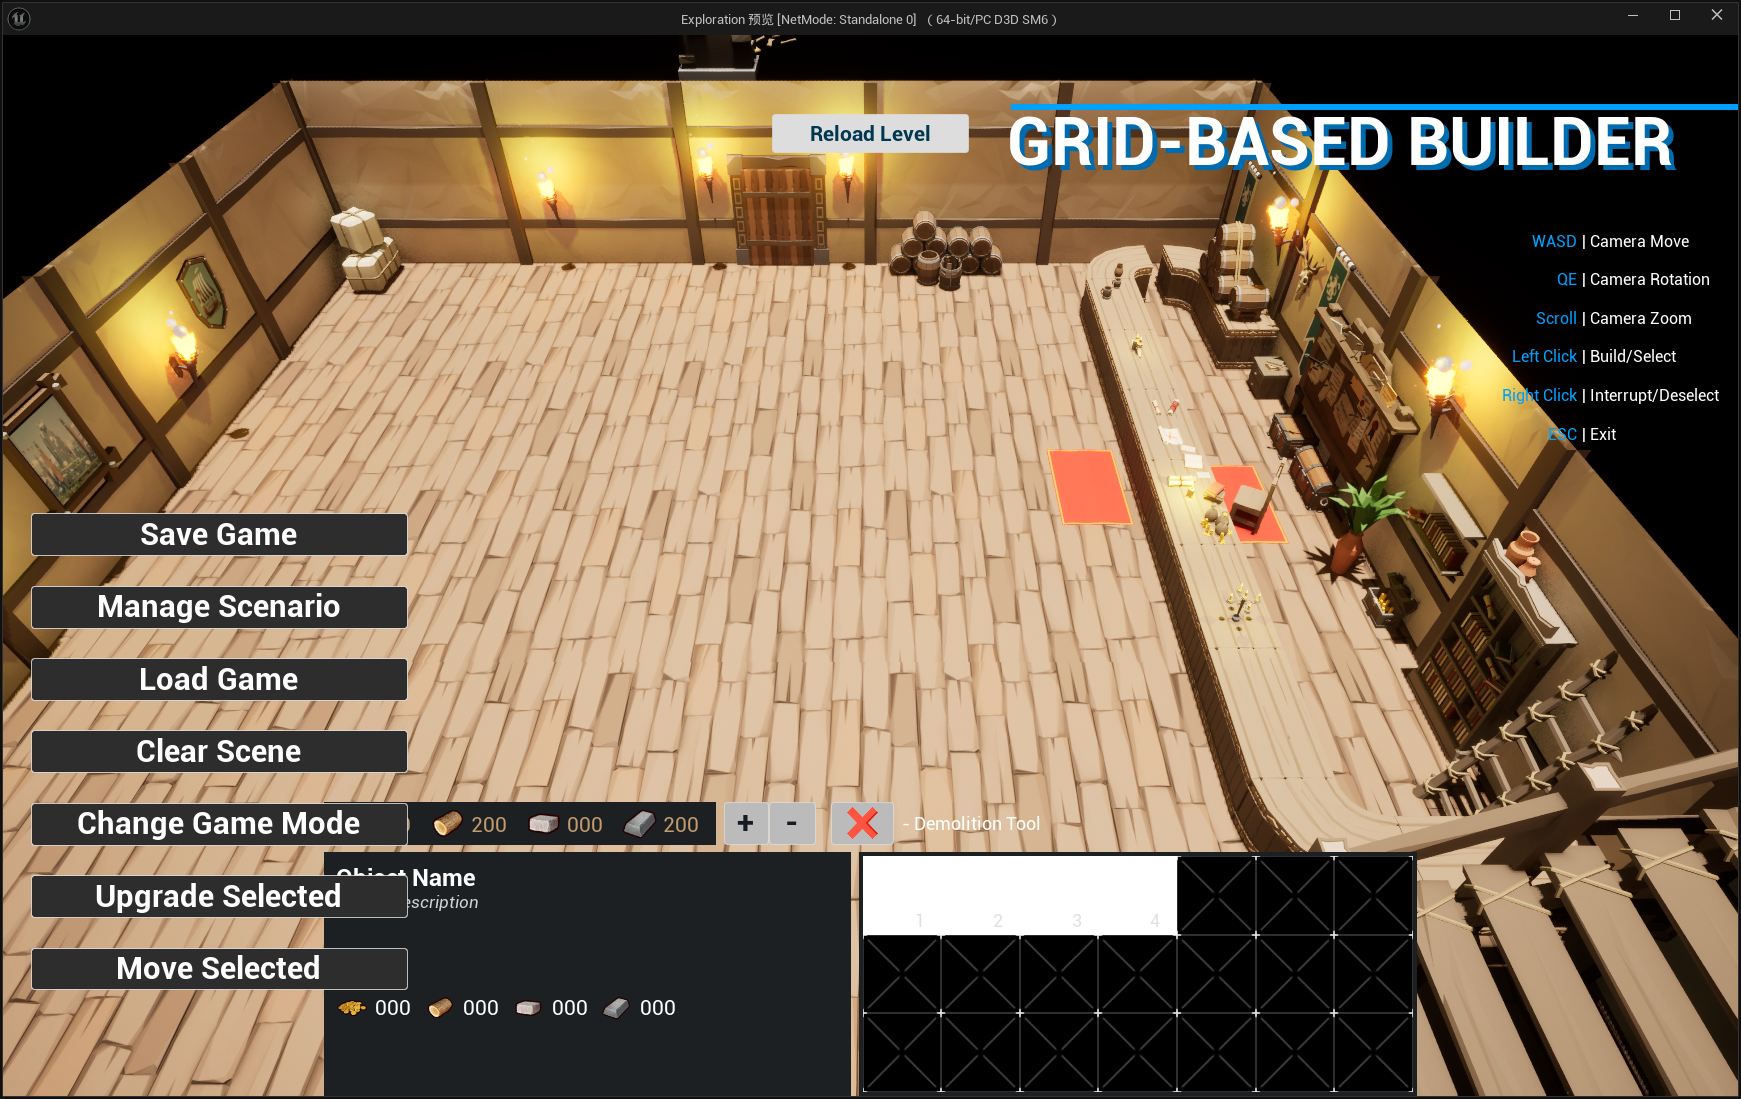 Exploration 预览 [NetMode: Standalone 0] ( 64-bit/PC D3D SM6 )
Reload Level
GRID-BASED BUILDER
WASD | Camera Move
QE | Camera Rotation
Scroll | Camera Zoom
Left Click | Build/Select
Right Click | Interrupt/Deselect
ESC | Exit
Save Game
Manage Scenario
Load Game
Clear Scene
Change Game Mode
200 000 200 + - - Demolition Tool
Upgrade Selected
Move Selected
Object Name
escription
000 000 000 000
1 2 3 4